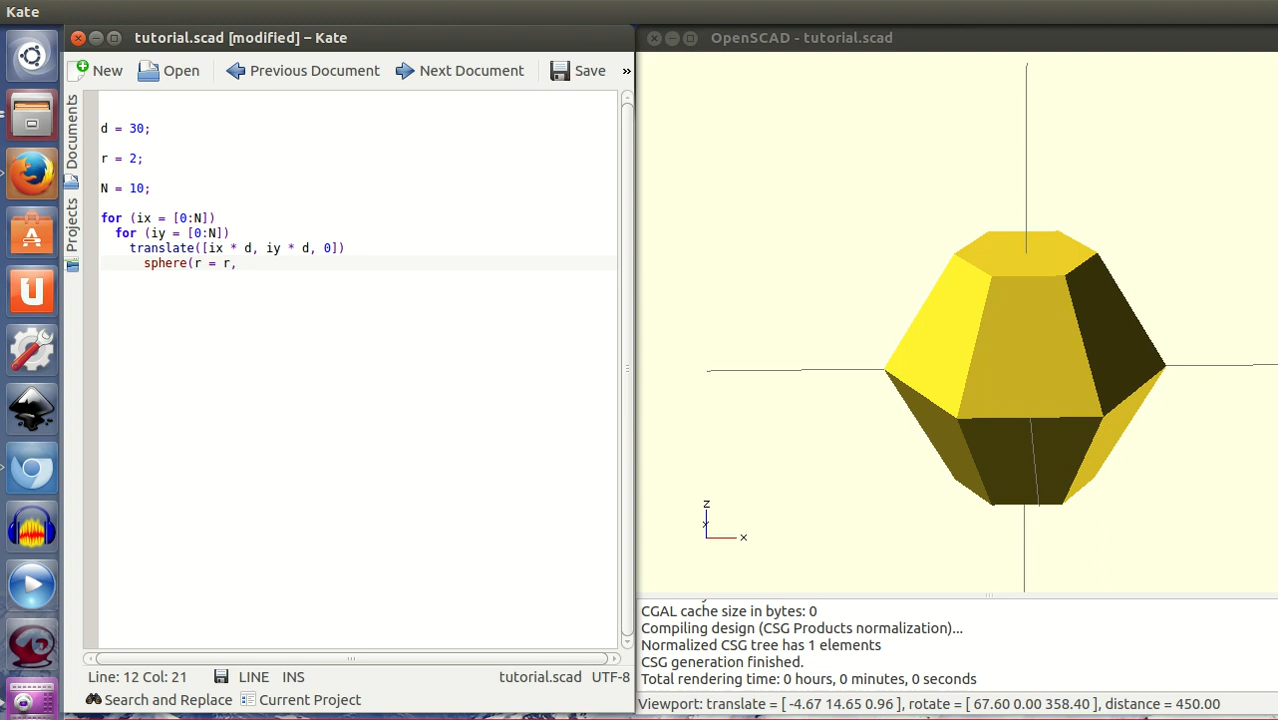 Kate
tutorial.scad [modified] – Kate
OpenSCAD - tutorial.scad
New
Open
Previous Document
Next Document
Save
»
Documents
Projects
d = 30;
r = 2;
N = 10;
for (ix = [0:N])
for (iy = [0:N])
translate([ix * d, iy * d, 0])
sphere(r = r,
z
x
CGAL cache size in bytes: 0
Compiling design (CSG Products normalization)...
Normalized CSG tree has 1 elements
CSG generation finished.
Total rendering time: 0 hours, 0 minutes, 0 seconds
Line: 12 Col: 21
LINE
INS
tutorial.scad
UTF-8
Search and Replace
Current Project
Viewport: translate = [ -4.67 14.65 0.96 ], rotate = [ 67.60 0.00 358.40 ], distance = 450.00